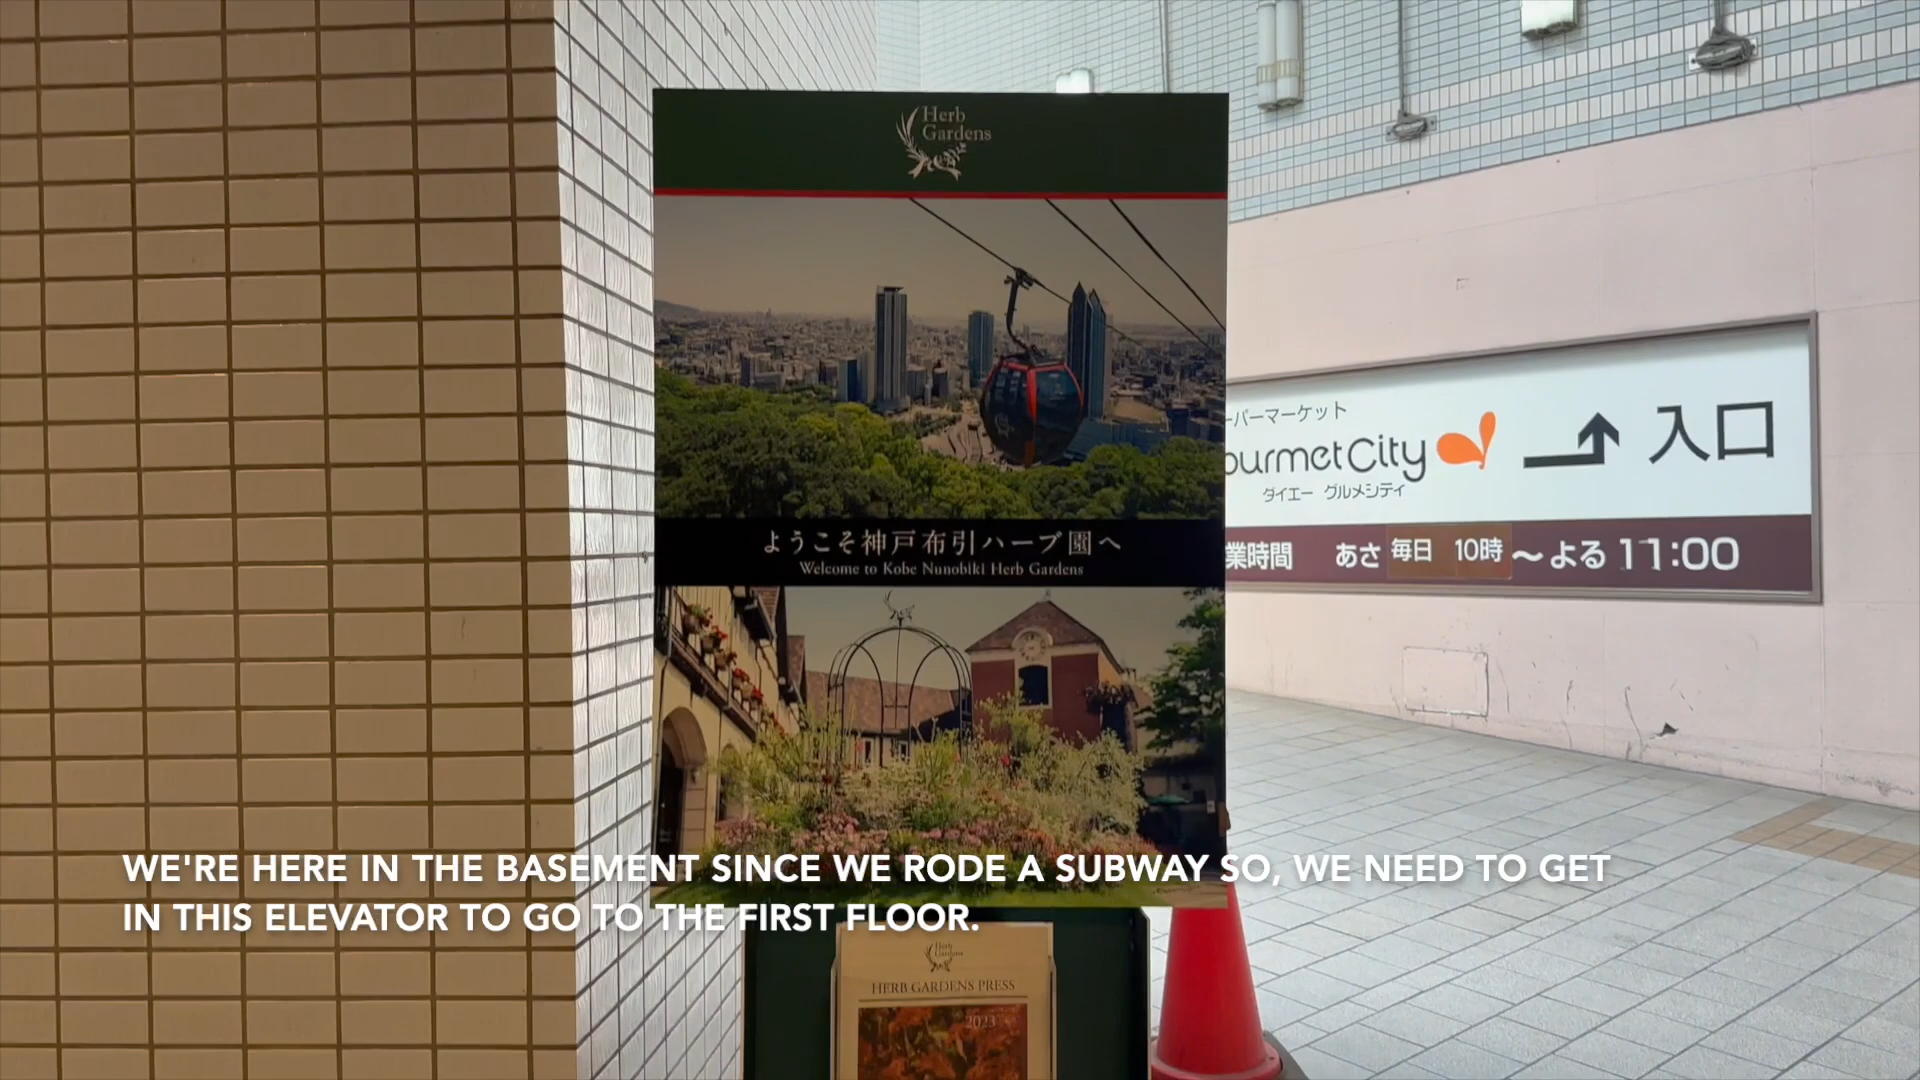 Herb
Gardens
ようこそ神戸布引ハーブ園へ
Welcome to Kobe Nunobiki Herb Gardens
ーパーマーケット
ourmetCity
ダイエー グルメシティ
入口
業時間 あさ 毎日 10時 〜よる 11:00
WE'RE HERE IN THE BASEMENT SINCE WE RODE A SUBWAY SO, WE NEED TO GET
IN THIS ELEVATOR TO GO TO THE FIRST FLOOR.
Herb
Gardens
HERB GARDENS PRESS
2023